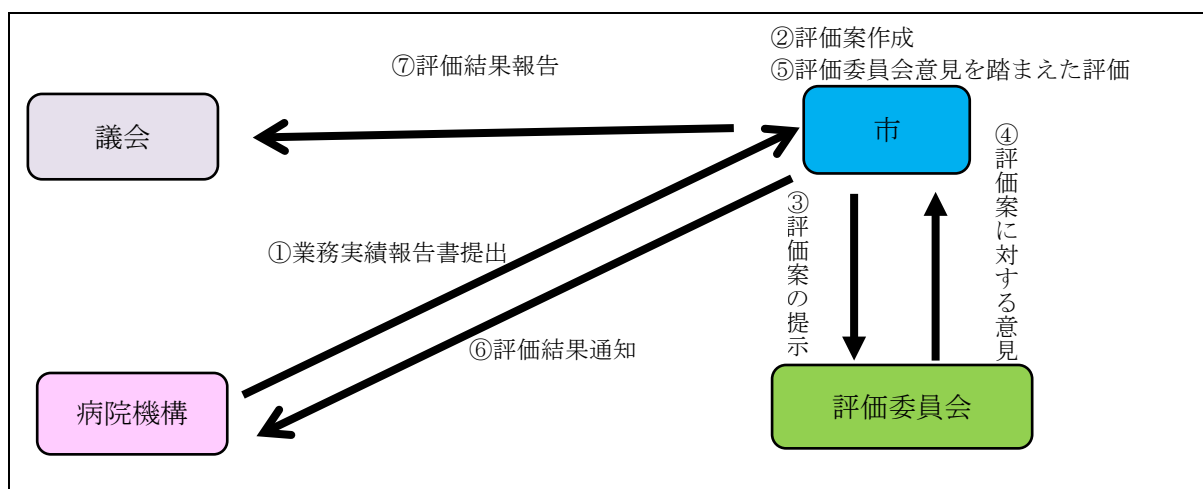 ②評価案作成
⑤評価委員会意見を踏まえた評価
⑦評価結果報告
議会
市
④評価案に対する意見
③評価案の提示
①業務実績報告書提出
⑥評価結果通知
病院機構
評価委員会